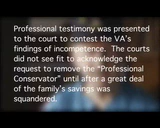 Professional testimony was presented
to the court to contest the VA's
findings of incompetence.  The courts
did not see fit to acknowledge the
request to remove the “Professional
Conservator” until after a great deal
of the family's savings was
squandered.